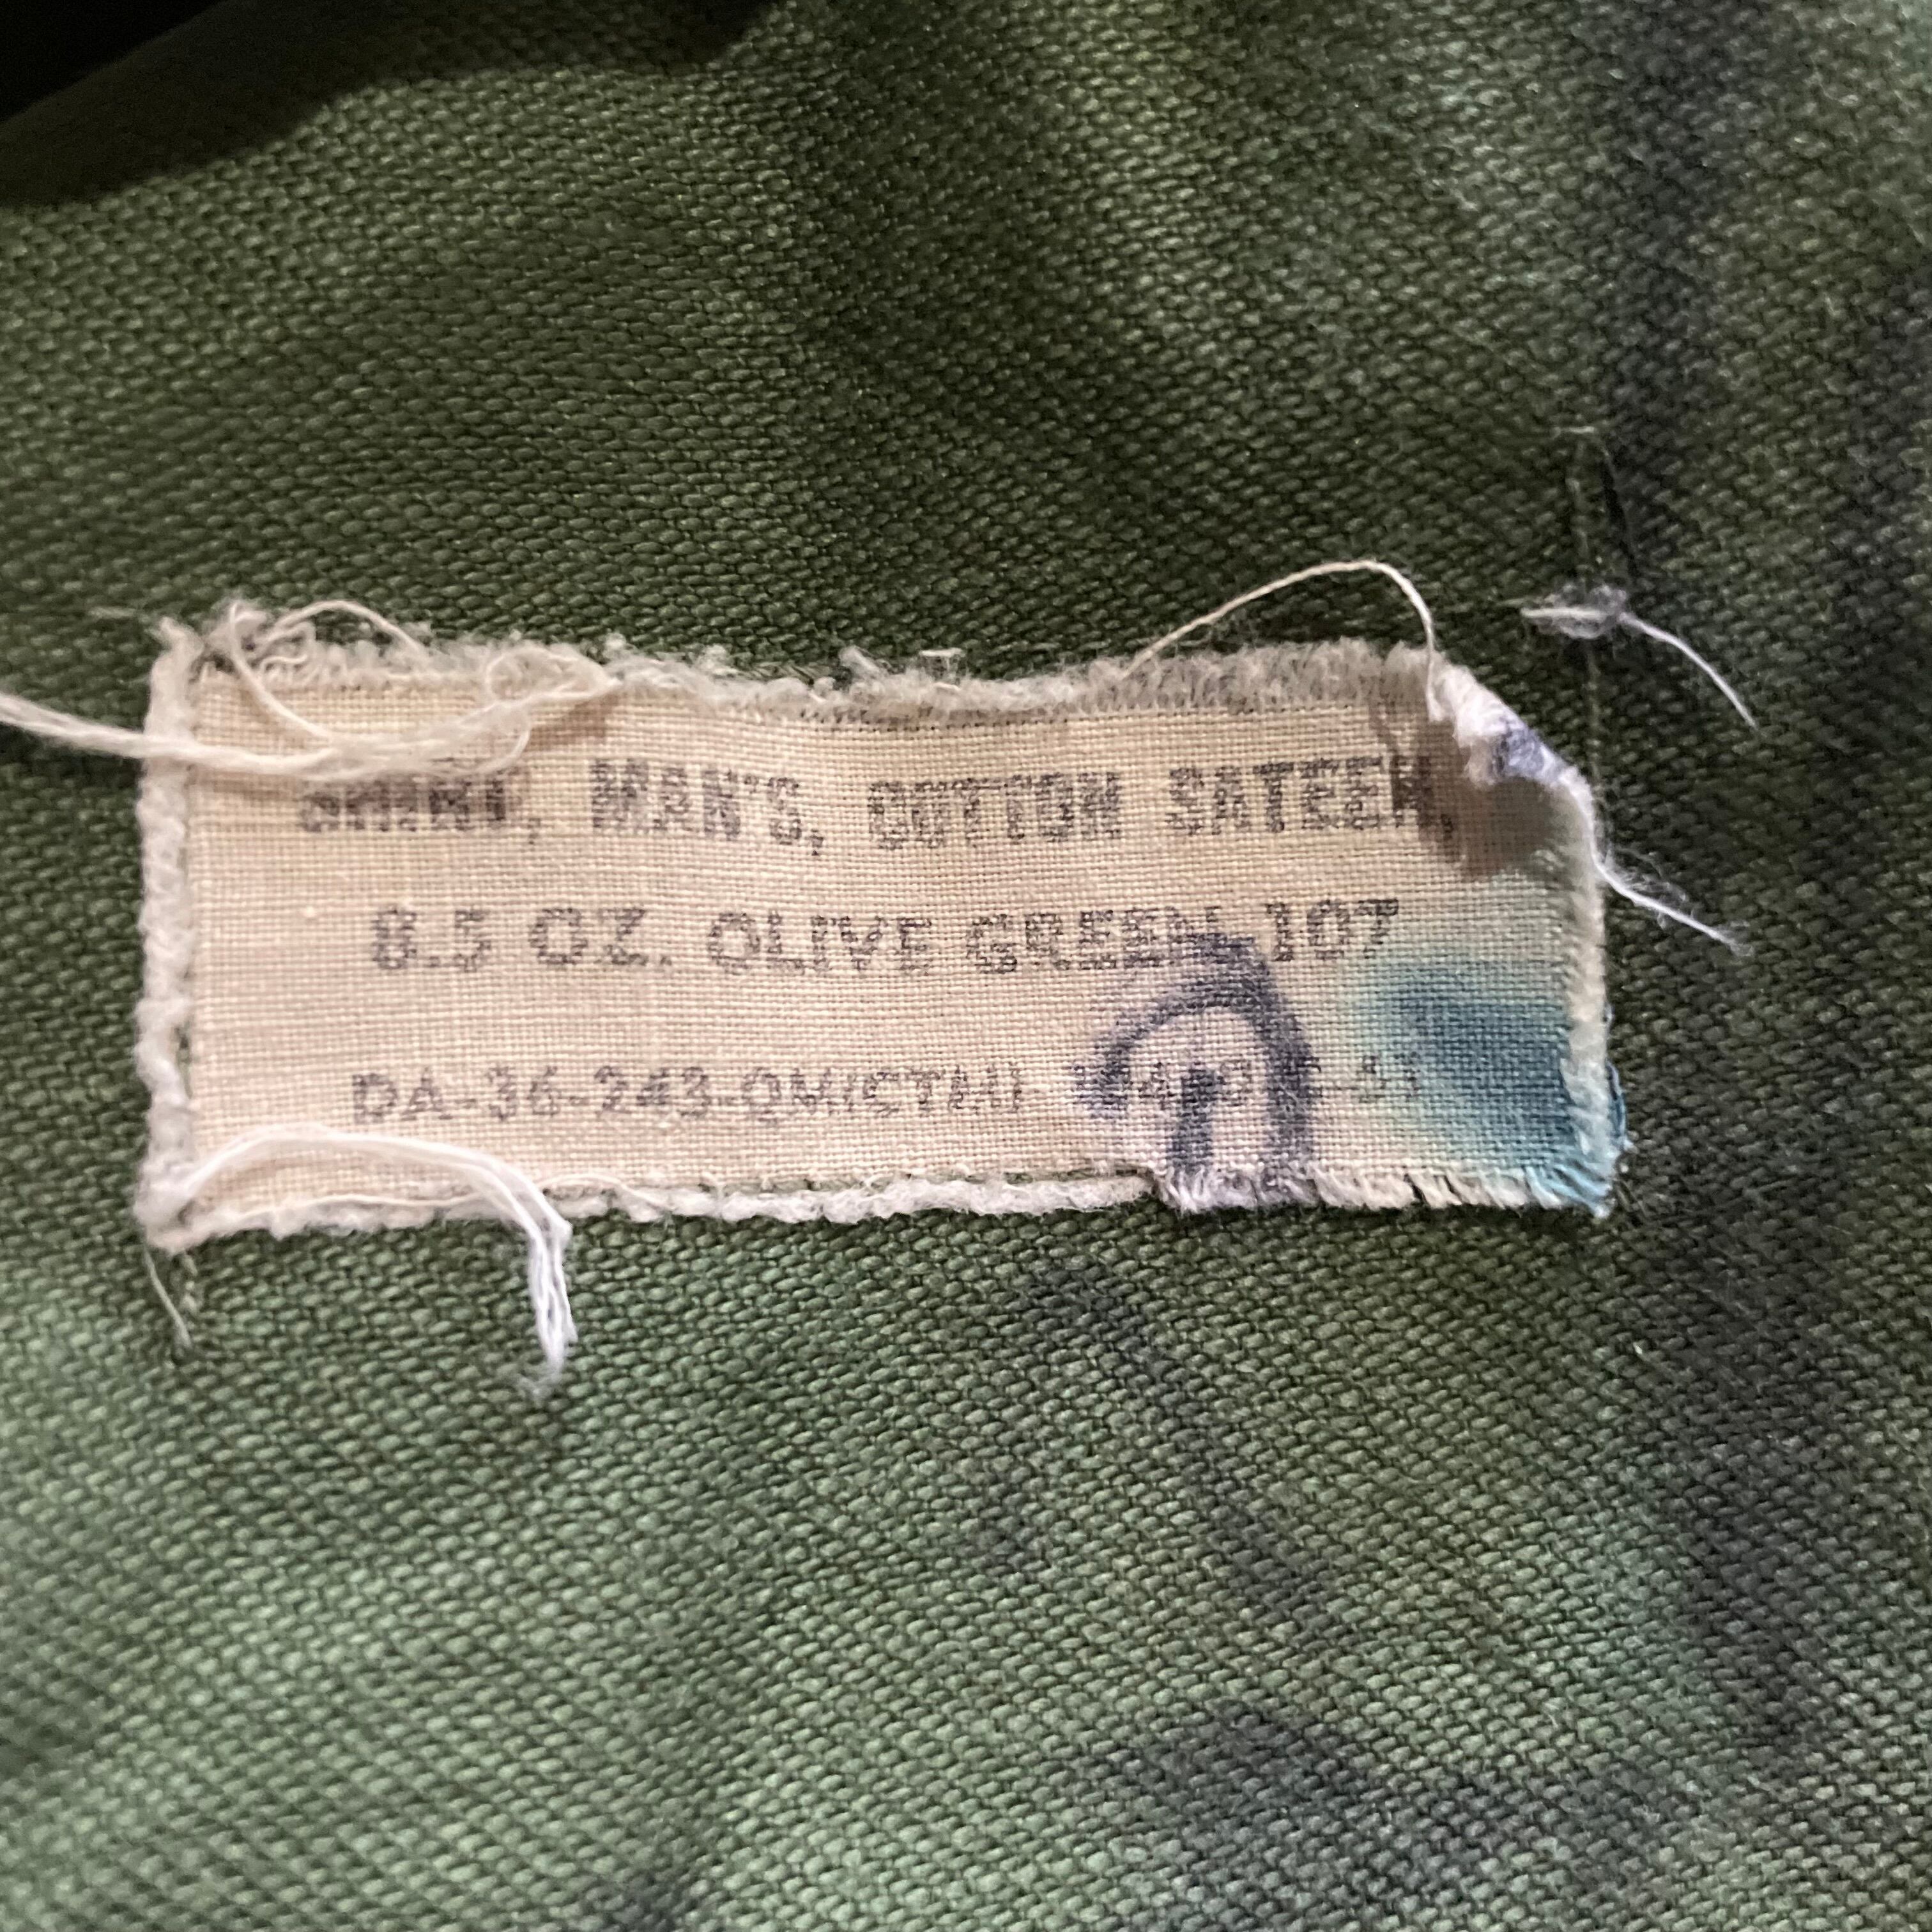 SHIRT, MAN'S, COTTON SATEEN,
8.5 OZ. OLIVE GREEN 107
DA-36-243-QM(CTM)